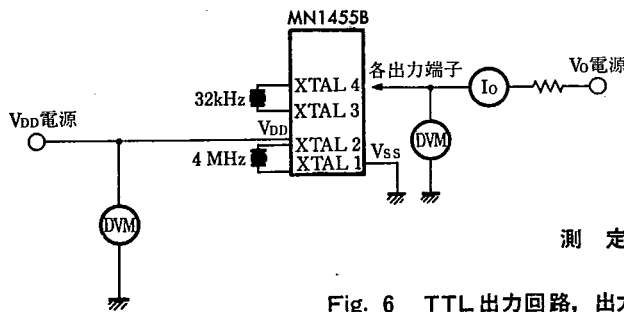 MN1455B
XTAL 4
各出力端子
Io
Vo電源
32kHz
XTAL 3
VDD電源
VDD
XTAL 2
VSS
DVM
4 MHz
XTAL 1
DVM
測 定
Fig. 6 TTL出力回路,